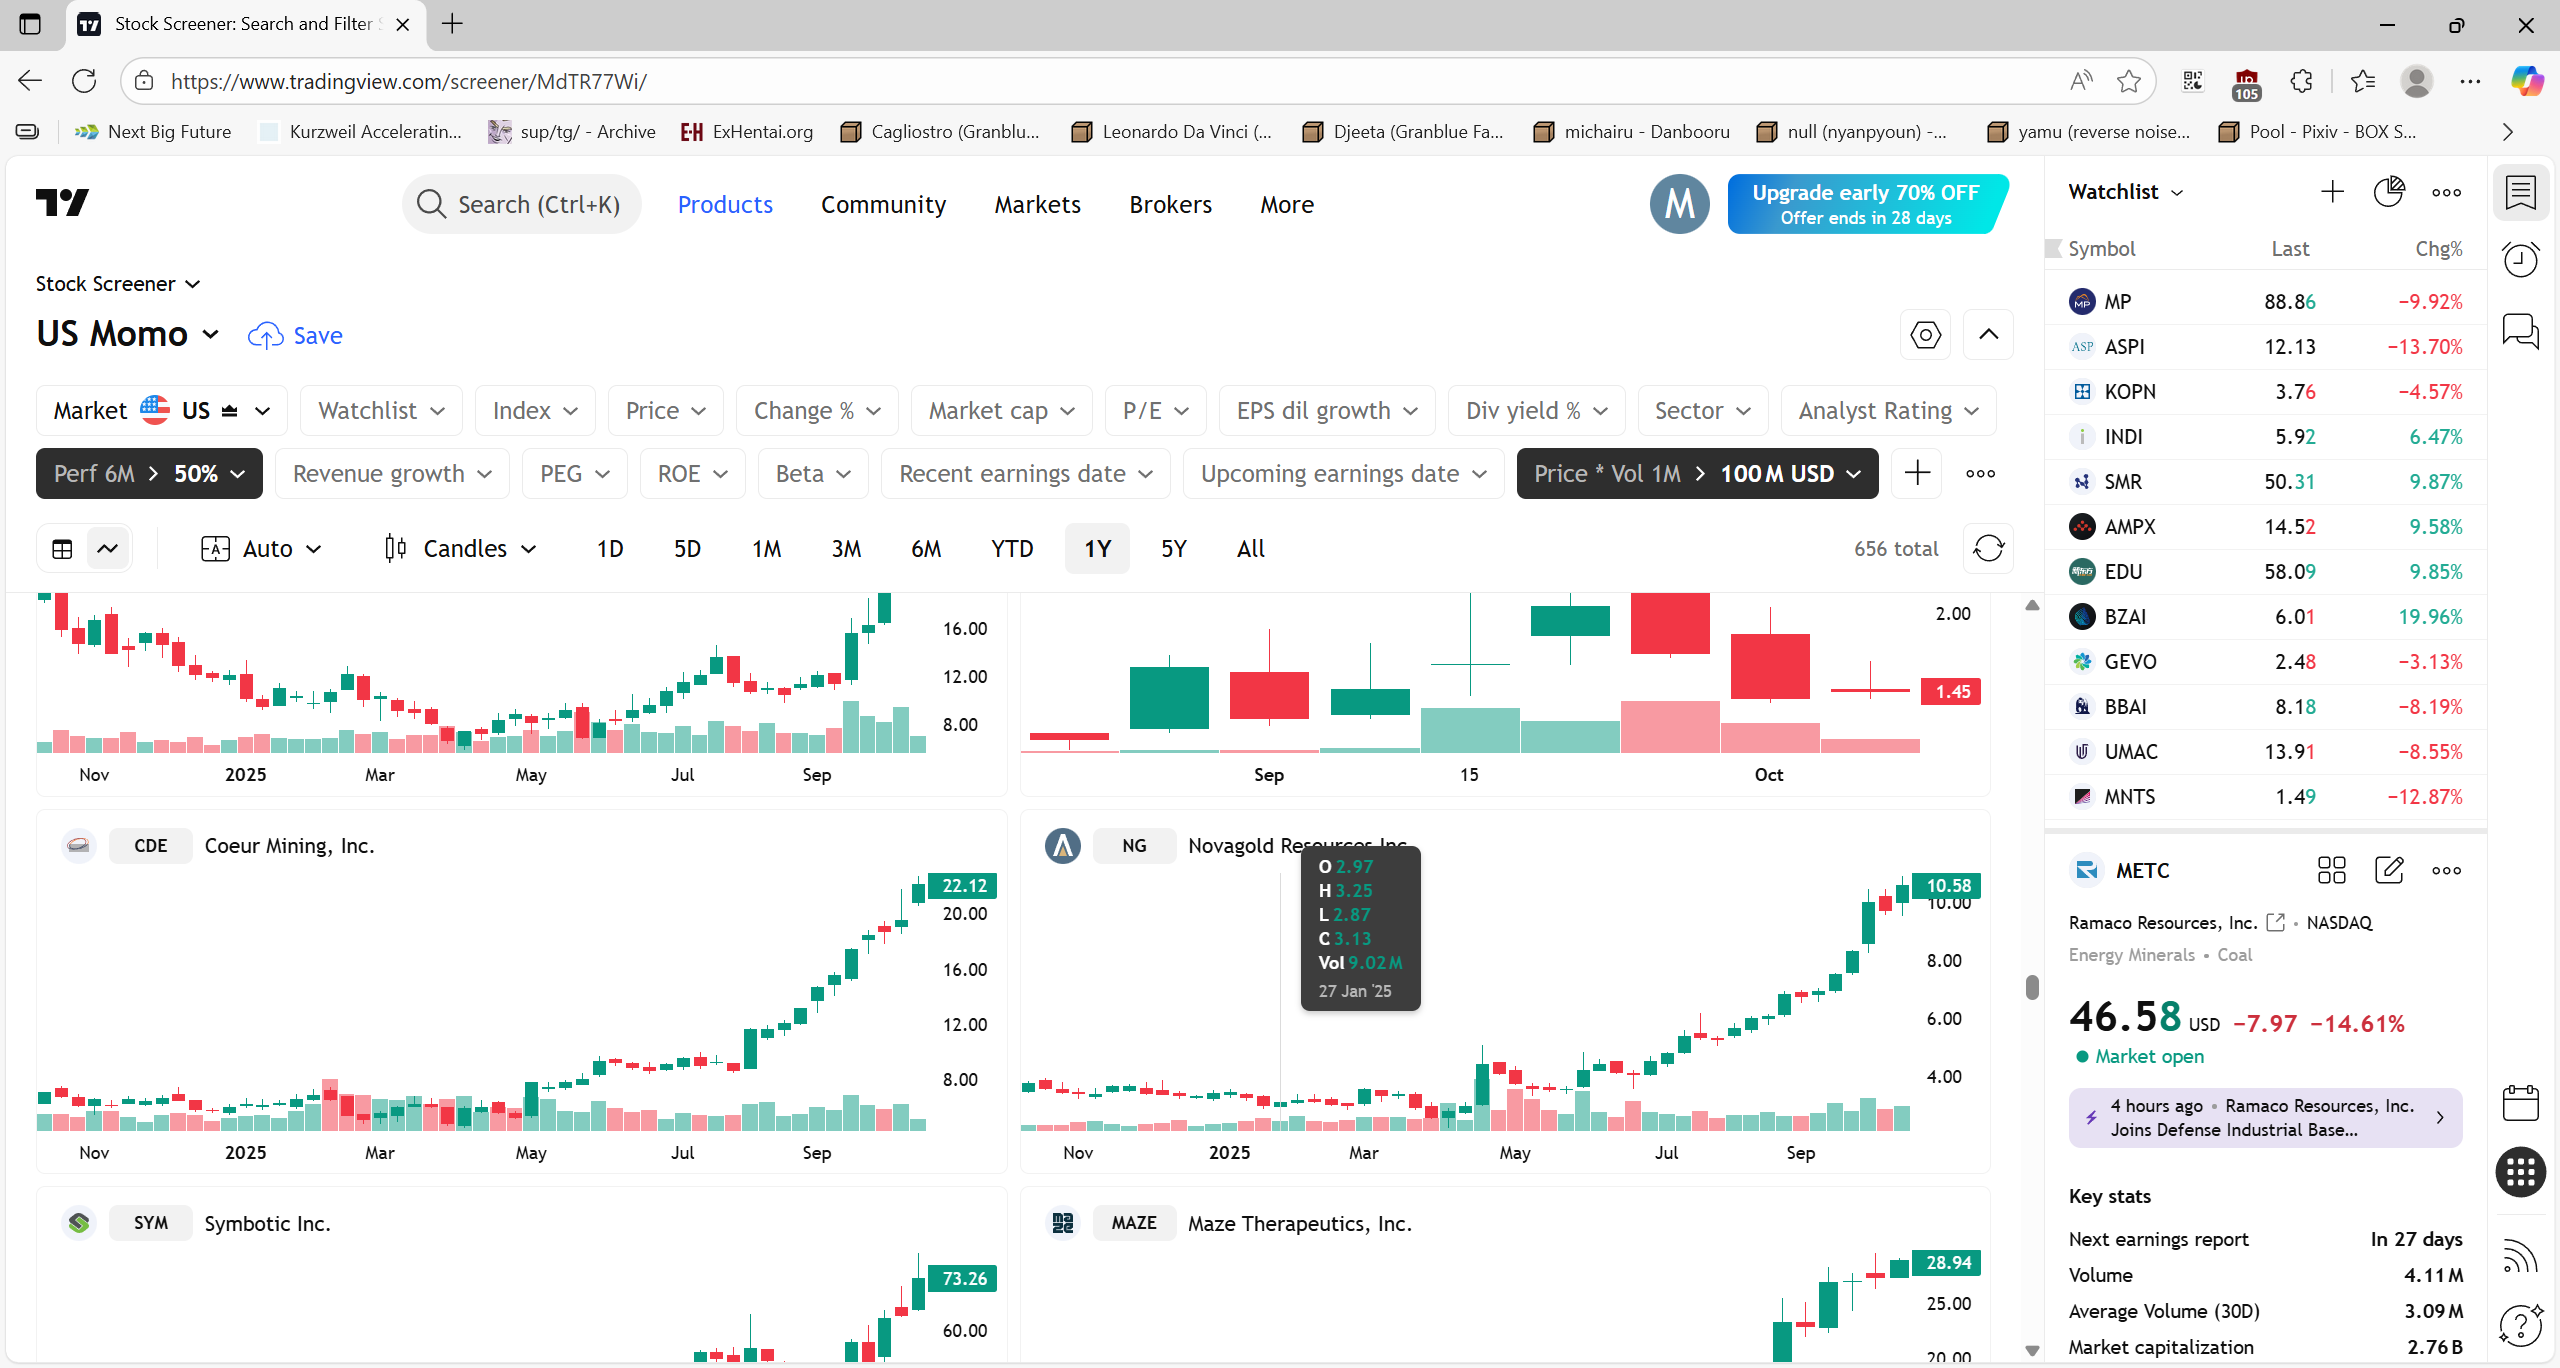 Stock Screener: Search and Filter S
https://www.tradingview.com/screener/MdTR77Wi/
105
Next Big Future
Kurzweil Acceleratin...
sup/tg/ - Archive
E-H ExHentai.org
Cagliostro (Granblu...
Leonardo Da Vinci (...
Djeeta (Granblue Fa...
michairu - Danbooru
null (nyanpyoun) -...
yamu (reverse noise...
Pool - Pixiv - BOX S...
Search (Ctrl+K)
Products
Community
Markets
Brokers
More
M
Upgrade early 70% OFF
Offer ends in 28 days
Stock Screener
US Momo
Save
Market US
Watchlist
Index
Price
Change %
Market cap
P/E
EPS dil growth
Div yield %
Sector
Analyst Rating
Perf 6M > 50%
Revenue growth
PEG
ROE
Beta
Recent earnings date
Upcoming earnings date
Price * Vol 1M > 100 M USD
Auto
Candles
1D
5D
1M
3M
6M
YTD
1Y
5Y
All
656 total
16.00
12.00
8.00
Nov 2025 Mar May Jul Sep
2.00
1.45
Sep 15 Oct
CDE Coeur Mining, Inc.
22.12
20.00
16.00
12.00
8.00
Nov 2025 Mar May Jul Sep
NG Novagold Resources Inc.
O 2.97
H 3.25
L 2.87
C 3.13
Vol 9.02 M
27 Jan '25
10.58
10.00
8.00
6.00
4.00
Nov 2025 Mar May Jul Sep
SYM Symbotic Inc.
73.26
60.00
MAZE Maze Therapeutics, Inc.
28.94
25.00
20.00
Watchlist
Symbol Last Chg%
MP 88.86 −9.92%
ASPI 12.13 −13.70%
KOPN 3.76 −4.57%
INDI 5.92 6.47%
SMR 50.31 9.87%
AMPX 14.52 9.58%
EDU 58.09 9.85%
BZAI 6.01 19.96%
GEVO 2.48 −3.13%
BBAI 8.18 −8.19%
UMAC 13.91 −8.55%
MNTS 1.49 −12.87%
METC
Ramaco Resources, Inc. • NASDAQ
Energy Minerals • Coal
46.58 USD −7.97 −14.61%
Market open
4 hours ago • Ramaco Resources, Inc.
Joins Defense Industrial Base...
Key stats
Next earnings report In 27 days
Volume 4.11 M
Average Volume (30D) 3.09 M
Market capitalization 2.76 B